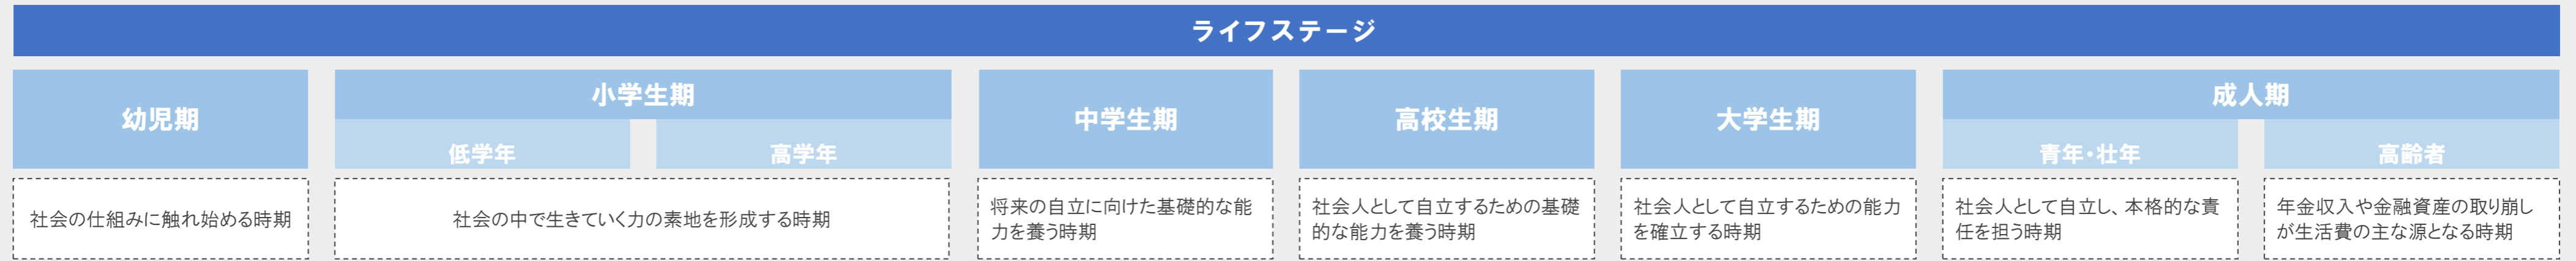 ライフステージ
幼児期
小学生期
低学年
高学年
中学生期
高校生期
大学生期
成人期
青年・壮年
高齢者
社会の仕組みに触れ始める時期
社会の中で生きていく力の素地を形成する時期
将来の自立に向けた基礎的な能
力を養う時期
社会人として自立するための基礎
的な能力を養う時期
社会人として自立するための能力
を確立する時期
社会人として自立し、本格的な責
任を担う時期
年金収入や金融資産の取り崩し
が生活費の主な源となる時期